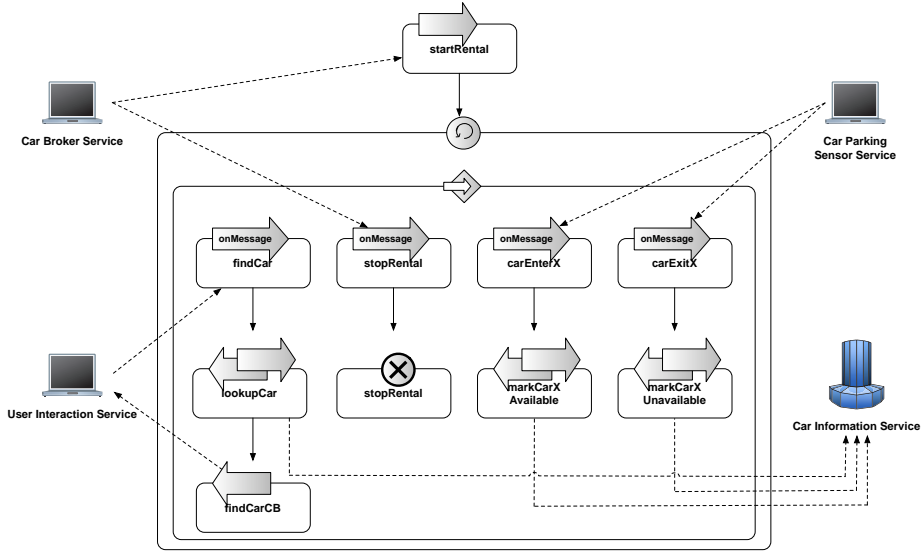 startRental
Car Broker Service
Car Parking
Sensor Service
onMessage
findCar
onMessage
stopRental
onMessage
carEnterX
onMessage
carExitX
lookupCar
stopRental
markCarX
Available
markCarX
Unavailable
User Interaction Service
Car Information Service
findCarCB